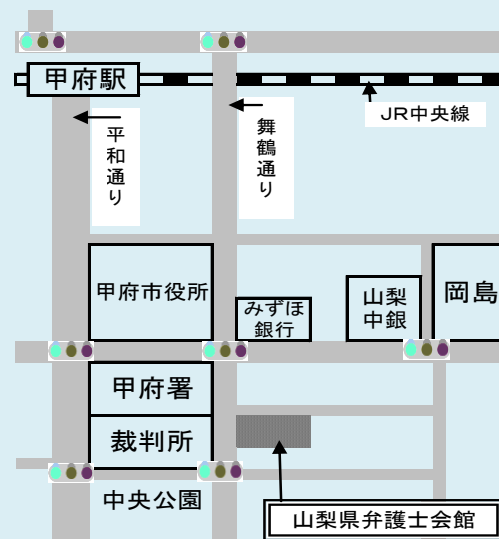 甲府駅
JR中央線
平和通り
舞鶴通り
甲府市役所
みずほ
銀行
山梨
中銀
岡島
甲府署
裁判所
中央公園
山梨県弁護士会館